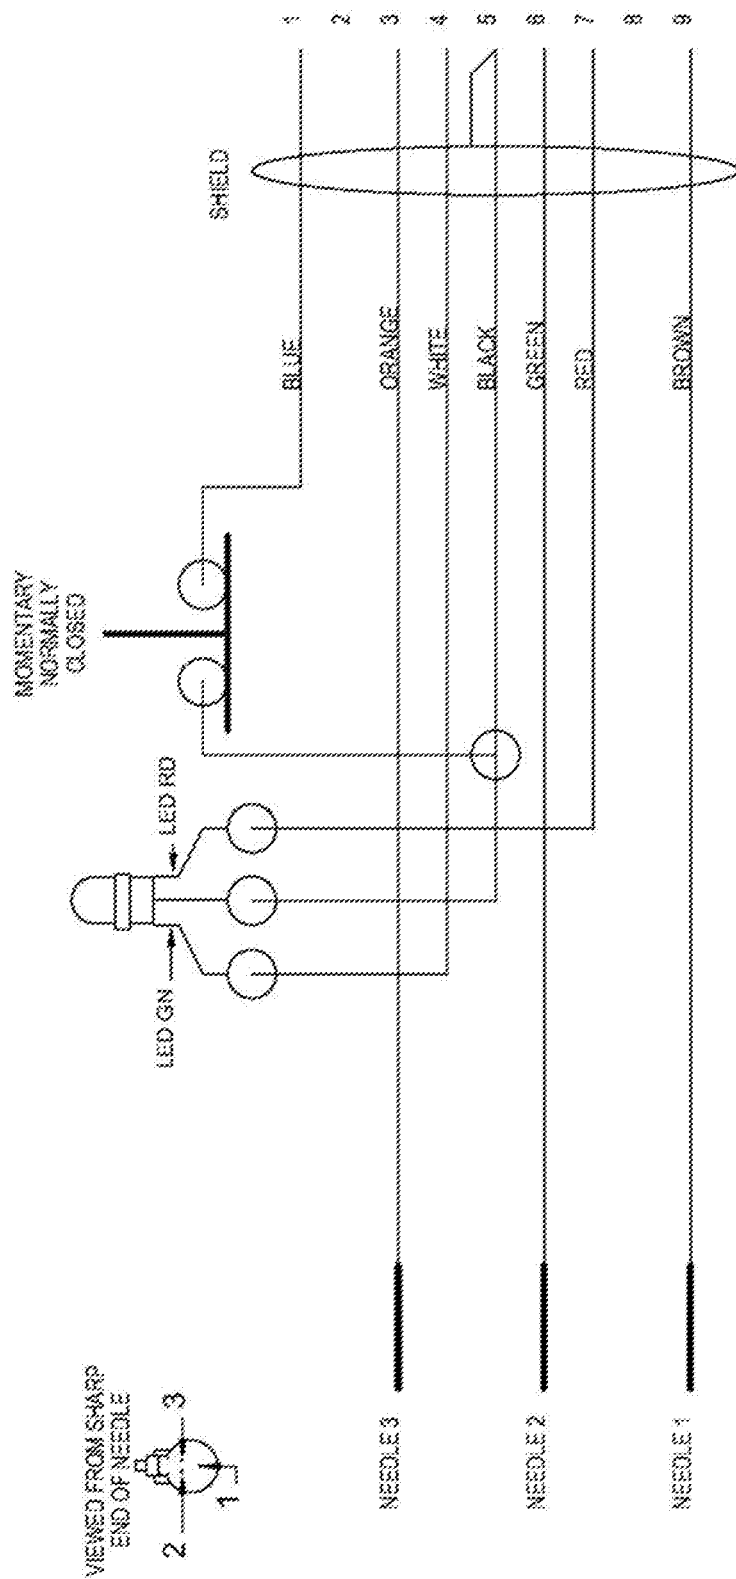 VIEWED FROM SHARP
END OF NEEDLE
2
3
1
LED GN
LED RD
MOMENTARY
NORMALLY
CLOSED
SHIELD
BLUE
ORANGE
WHITE
BLACK
GREEN
RED
BROWN
1
2
3
4
5
6
7
8
9
NEEDLE 3
NEEDLE 2
NEEDLE 1